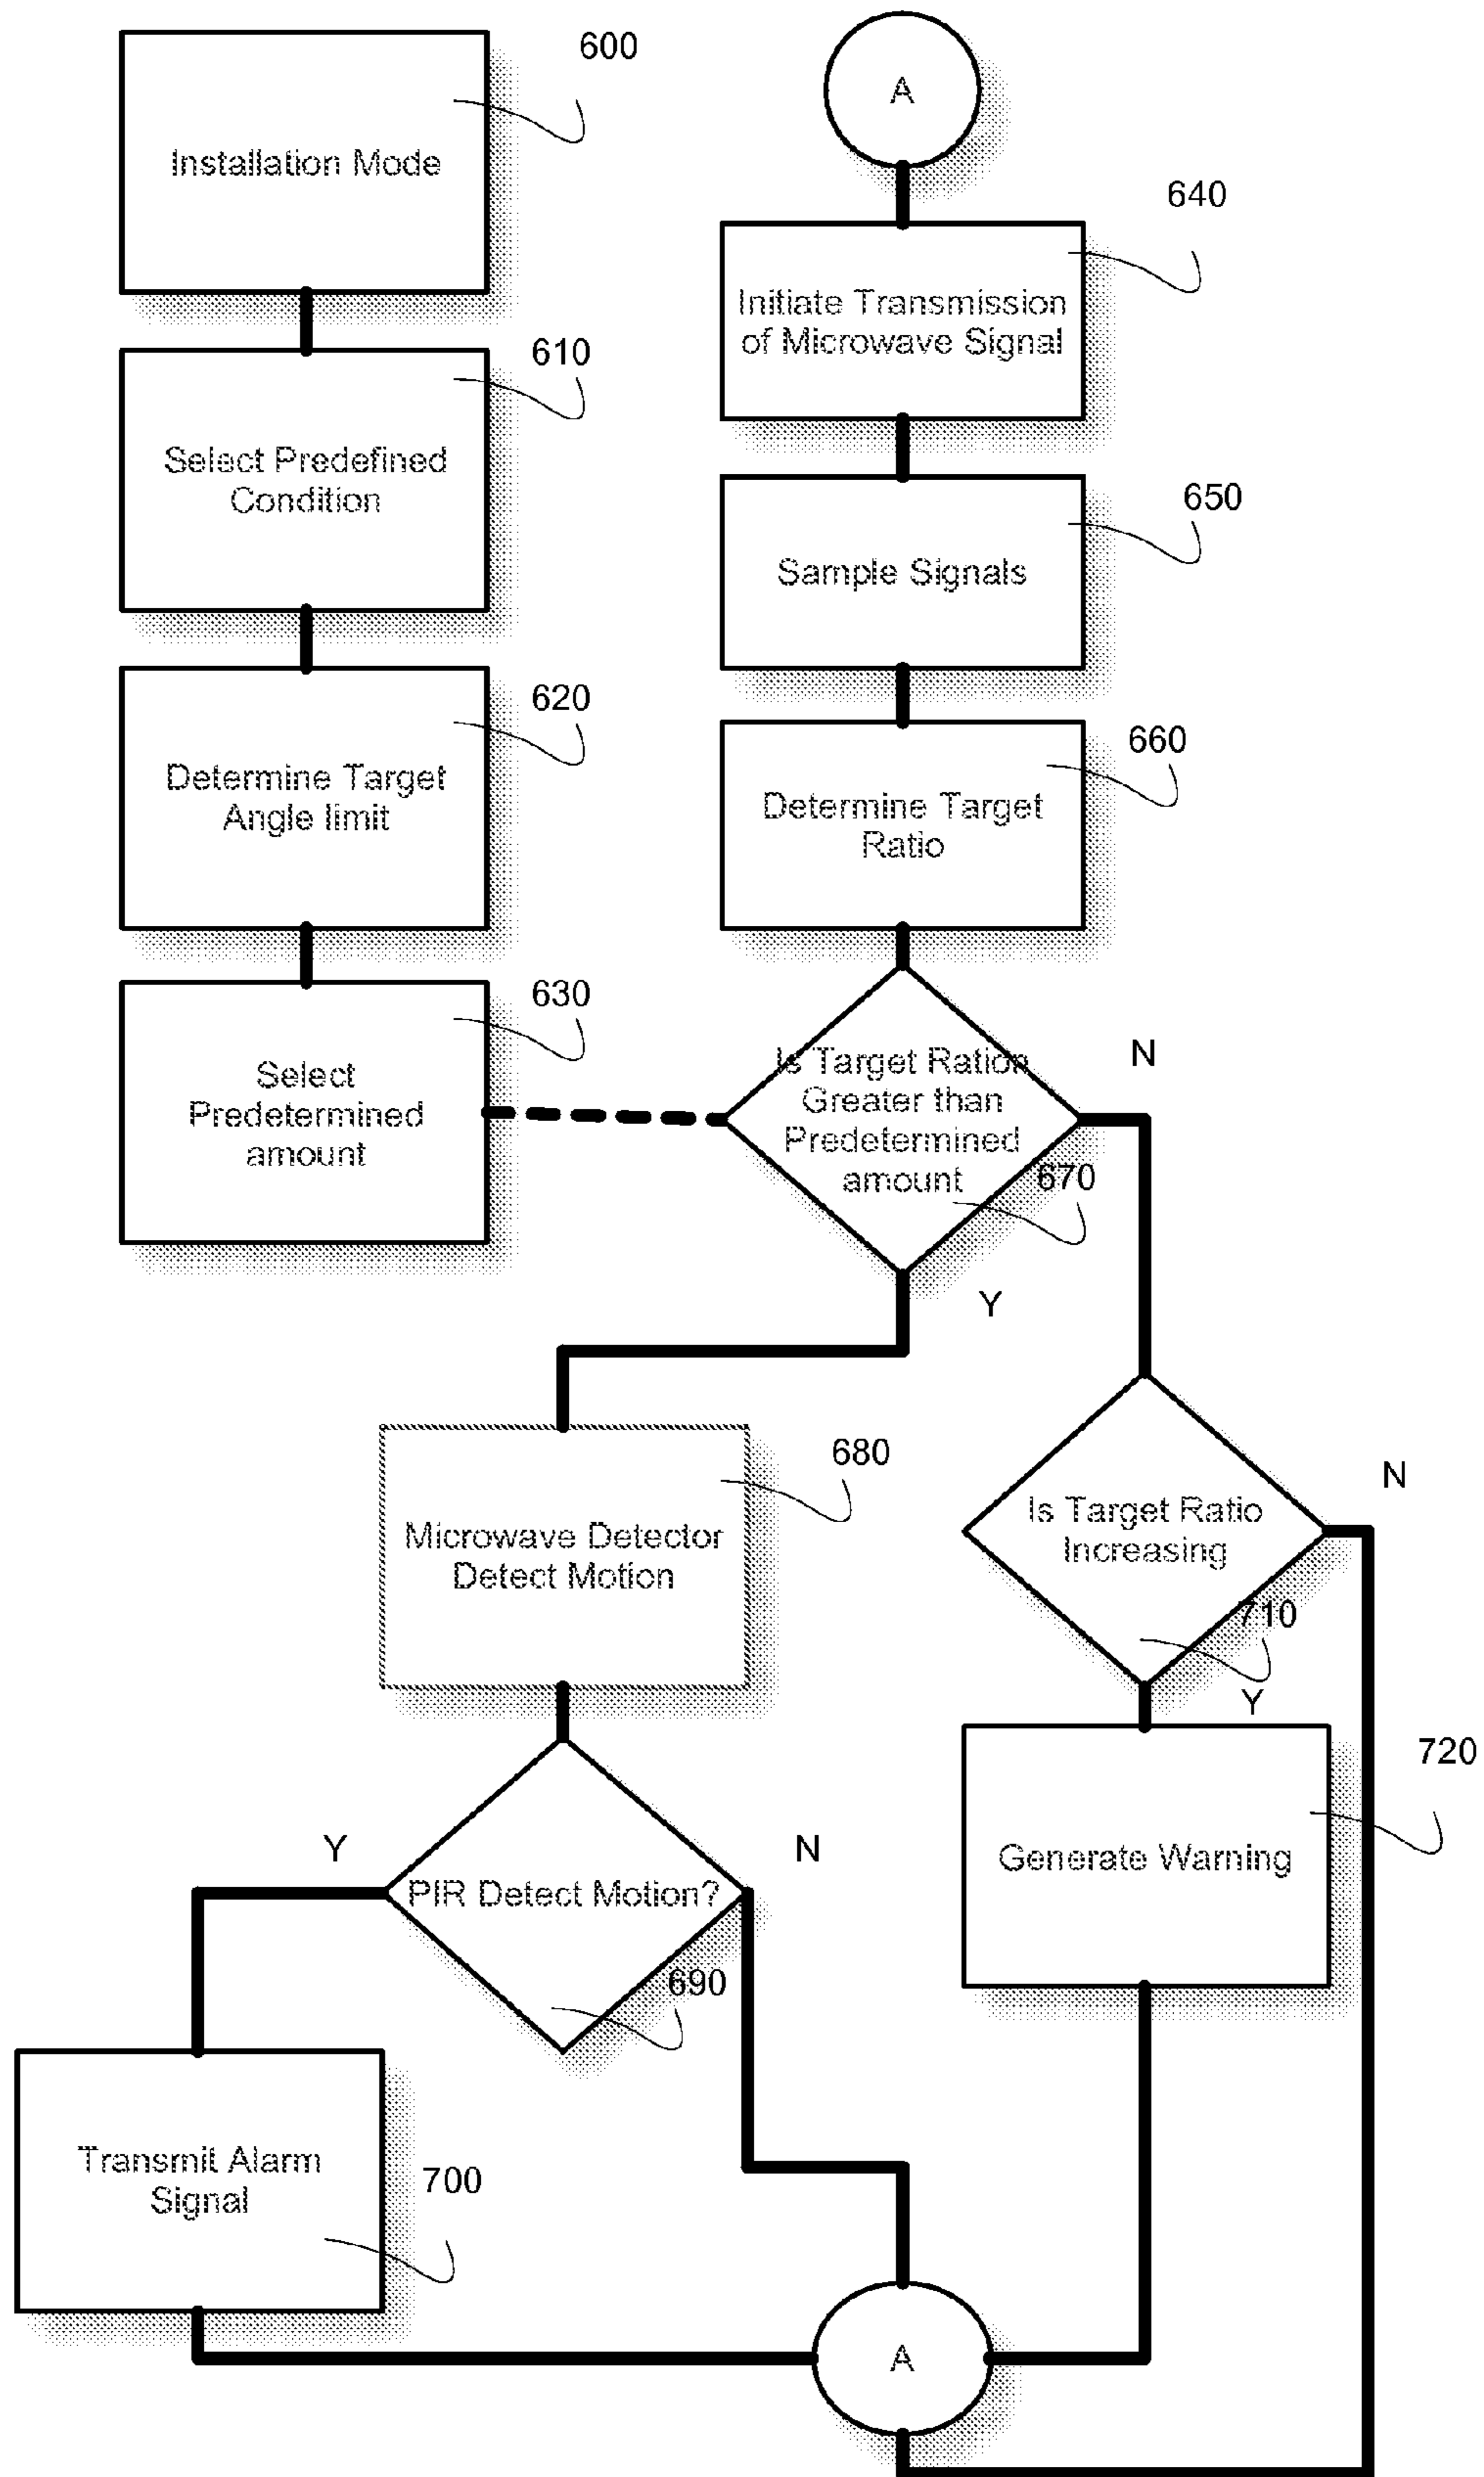 600
Installation Mode
610
Select Predefined
Condition
620
Determine Target
Angle limit
630
Select
Predetermined
amount
A
640
Initiate Transmission
of Microwave Signal
650
Sample Signals
660
Determine Target
Ratio
Is Target Ration
Greater than
Predetermined
amount
670
N
Y
680
Microwave Detector
Detect Motion
Is Target Ratio
Increasing
N
710
Y
720
Generate Warning
Y
N
PIR Detect Motion?
690
Transmit Alarm
Signal
700
A